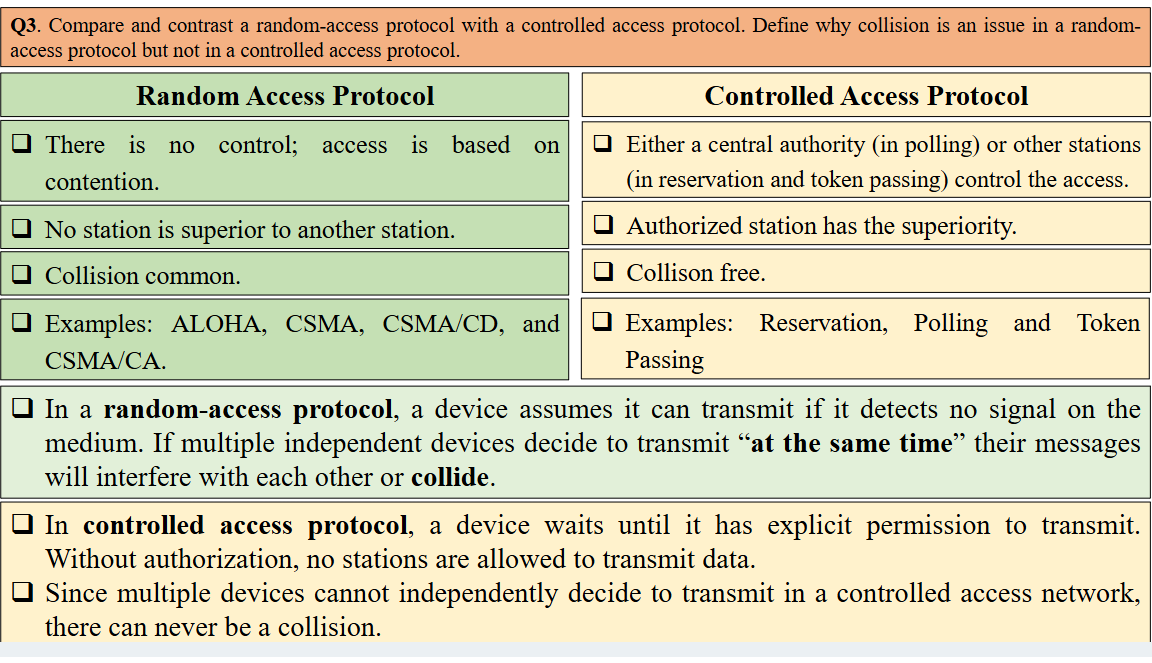 Q3. Compare and contrast a random-access protocol with a controlled access protocol. Define why collision is an issue in a random-
access protocol but not in a controlled access protocol.
Random Access Protocol
❑ There is no control; access is based on
contention.
❑ No station is superior to another station.
❑ Collision common.
❑ Examples: ALOHA, CSMA, CSMA/CD, and
CSMA/CA.
Controlled Access Protocol
❑ Either a central authority (in polling) or other stations
(in reservation and token passing) control the access.
❑ Authorized station has the superiority.
❑ Collison free.
❑ Examples: Reservation, Polling and Token
Passing
❑ In a random-access protocol, a device assumes it can transmit if it detects no signal on the
medium. If multiple independent devices decide to transmit “at the same time” their messages
will interfere with each other or collide.
❑ In controlled access protocol, a device waits until it has explicit permission to transmit.
Without authorization, no stations are allowed to transmit data.
❑ Since multiple devices cannot independently decide to transmit in a controlled access network,
there can never be a collision.